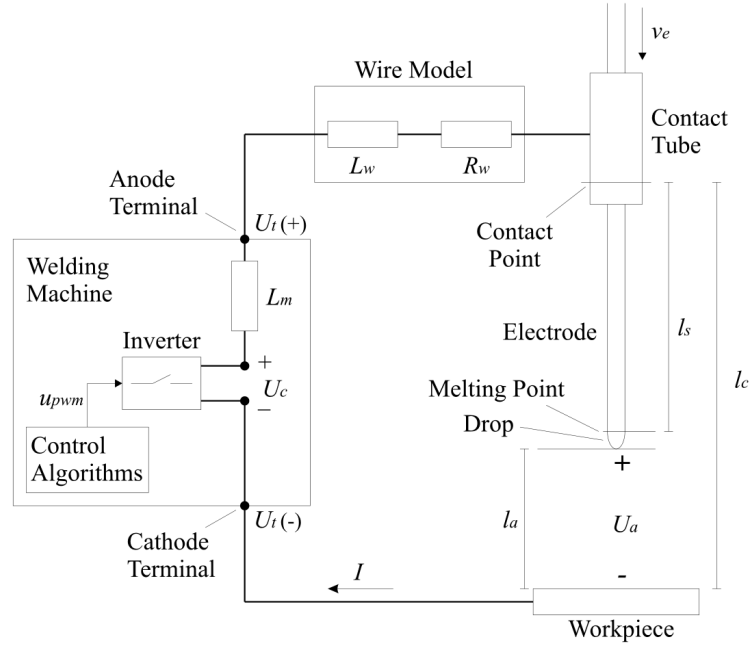 vₑ
Wire Model
Contact
Tube
L_w
R_w
Anode
Terminal
U_t (+)
Contact
Point
Welding
Machine
L_m
Inverter
+
Electrode
l_s
U_c
l_c
u_pwm
−
Melting Point
Control
Algorithms
Drop
+
U_t (-)
l_a
U_a
Cathode
Terminal
I
-
Workpiece